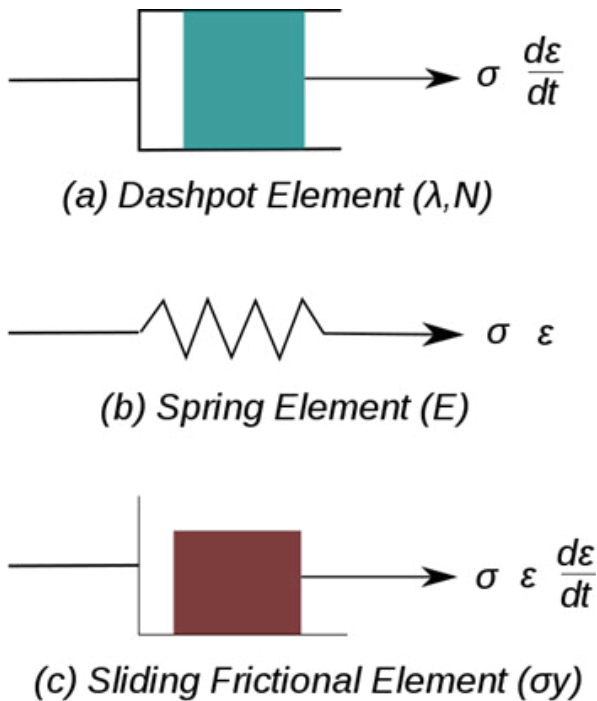 σ dε/dt
(a) Dashpot Element (λ,N)
σ ε
(b) Spring Element (E)
σ ε dε/dt
(c) Sliding Frictional Element (σy)